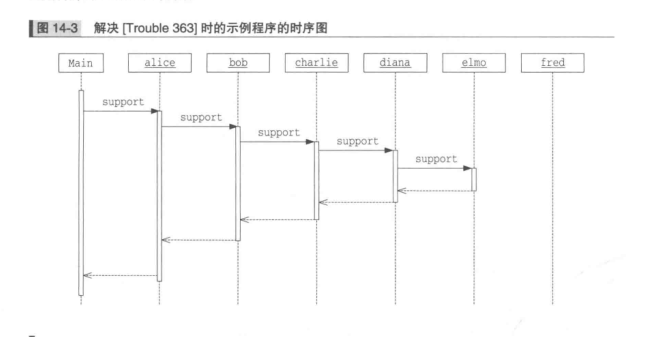 图 14-3 解决 [Trouble 363] 时的示例程序的时序图
Main alice bob charlie diana elmo fred
support
support
support
support
support